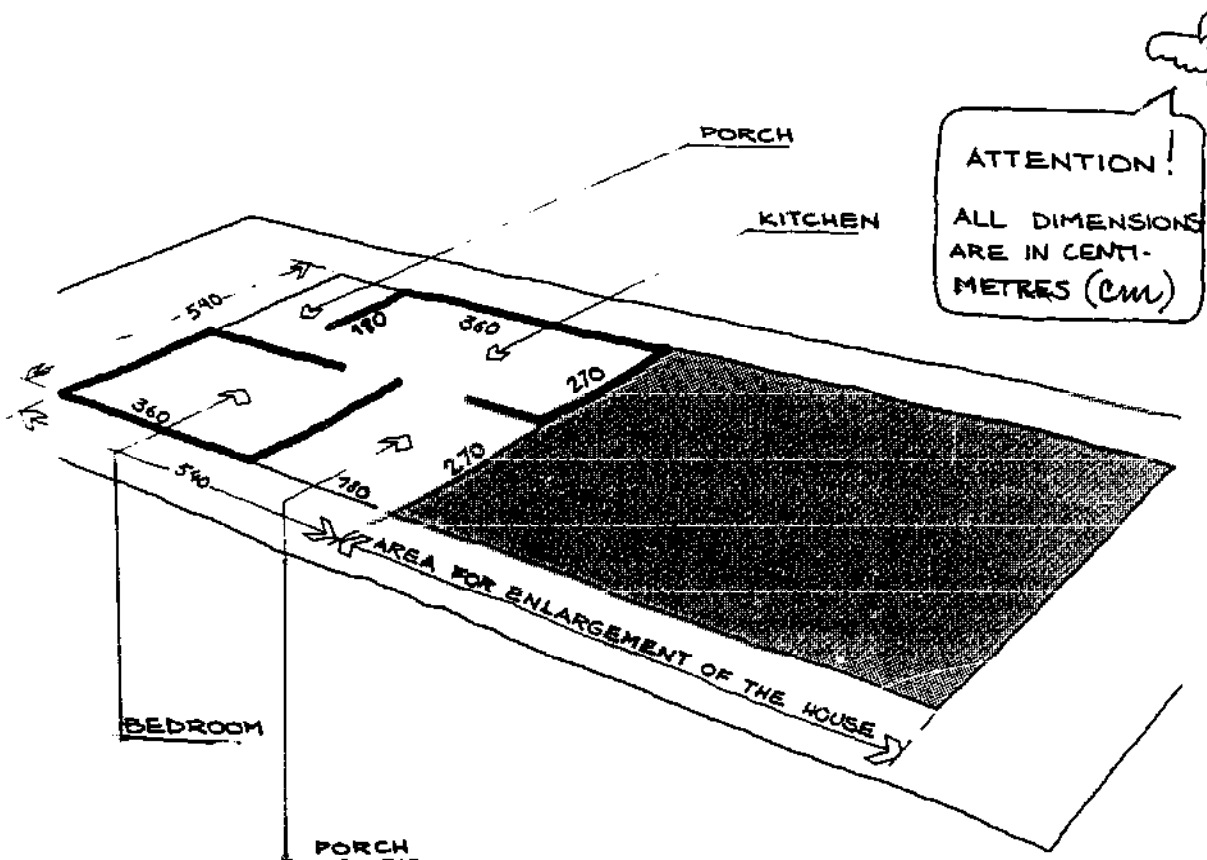 PORCH
KITCHEN
ATTENTION!
ALL DIMENSIONS
ARE IN CENTI-
METRES (cm)
540
180
360
270
360
270
540
180
AREA FOR ENLARGEMENT OF THE HOUSE
BEDROOM
PORCH